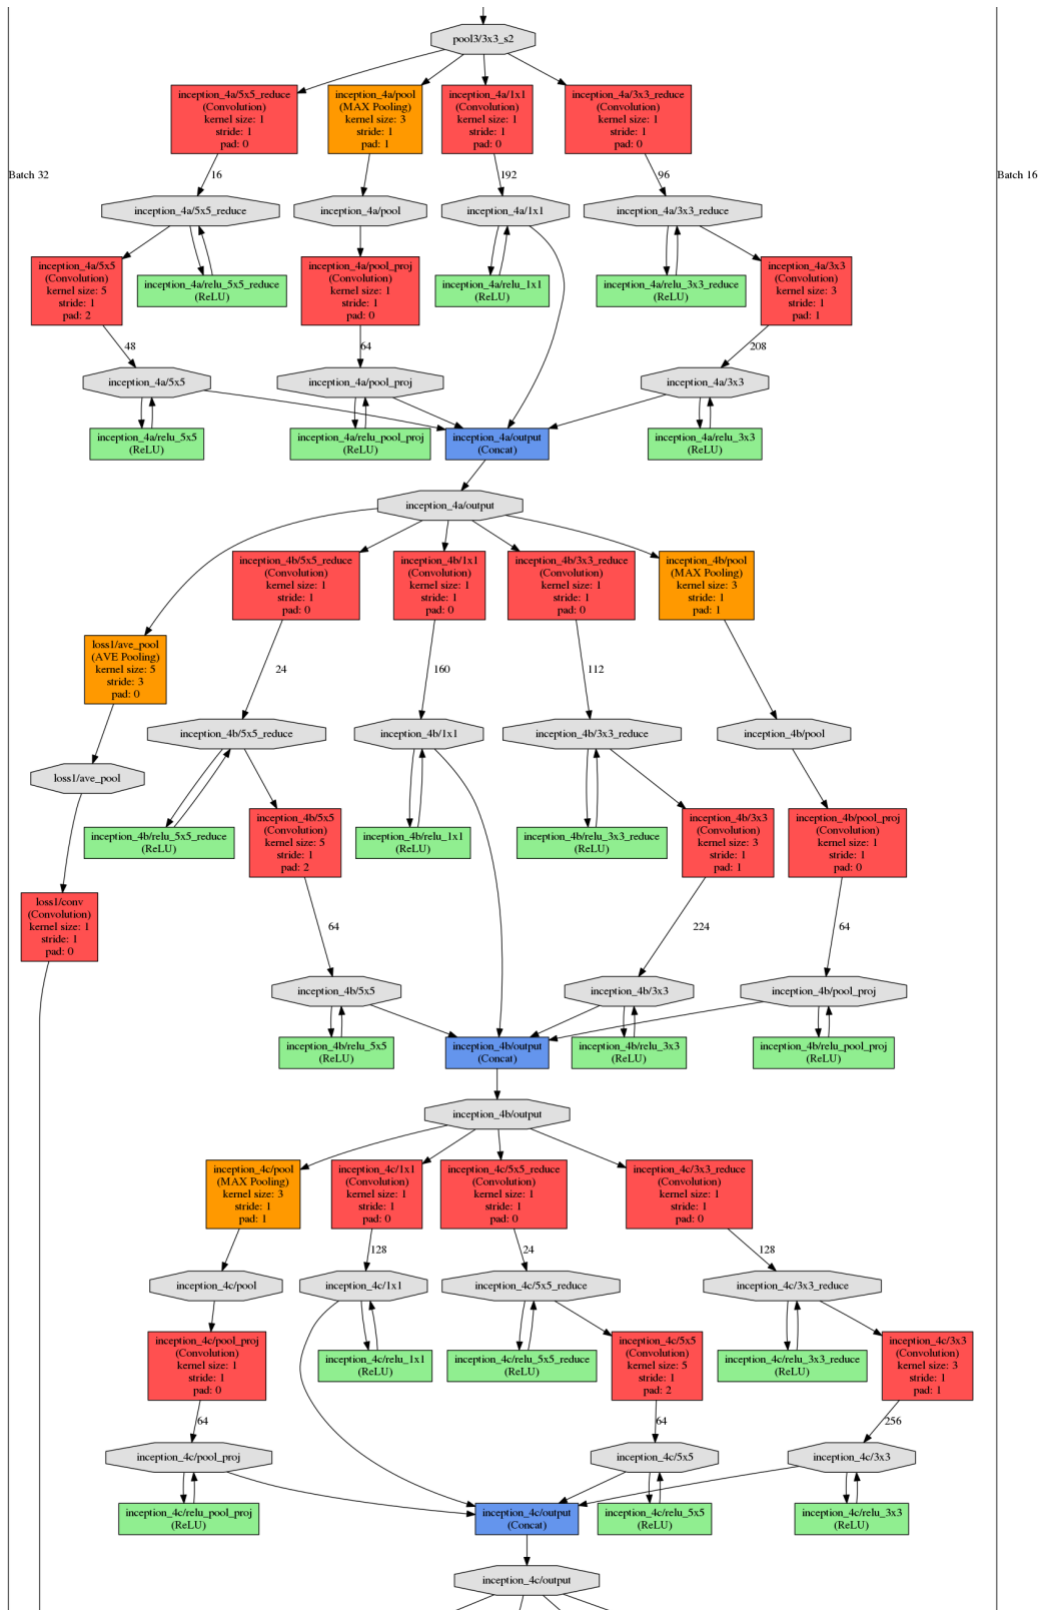 pool3/3x3_s2
inception_4a/5x5_reduce
(Convolution)
kernel size: 1
stride: 1
pad: 0
inception_4a/pool
(MAX Pooling)
kernel size: 3
stride: 1
pad: 1
inception_4a/1x1
(Convolution)
kernel size: 1
stride: 1
pad: 0
inception_4a/3x3_reduce
(Convolution)
kernel size: 1
stride: 1
pad: 0
Batch 32
16
192
96
Batch 16
inception_4a/5x5_reduce
inception_4a/pool
inception_4a/1x1
inception_4a/3x3_reduce
inception_4a/5x5
(Convolution)
kernel size: 5
stride: 1
pad: 2
inception_4a/relu_5x5_reduce
(ReLU)
inception_4a/pool_proj
(Convolution)
kernel size: 1
stride: 1
pad: 0
inception_4a/relu_1x1
(ReLU)
inception_4a/relu_3x3_reduce
(ReLU)
inception_4a/3x3
(Convolution)
kernel size: 3
stride: 1
pad: 1
48
64
208
inception_4a/5x5
inception_4a/pool_proj
inception_4a/3x3
inception_4a/relu_5x5
(ReLU)
inception_4a/relu_pool_proj
(ReLU)
inception_4a/output
(Concat)
inception_4a/relu_3x3
(ReLU)
inception_4a/output
inception_4b/5x5_reduce
(Convolution)
kernel size: 1
stride: 1
pad: 0
inception_4b/1x1
(Convolution)
kernel size: 1
stride: 1
pad: 0
inception_4b/3x3_reduce
(Convolution)
kernel size: 1
stride: 1
pad: 0
inception_4b/pool
(MAX Pooling)
kernel size: 3
stride: 1
pad: 1
loss1/ave_pool
(AVE Pooling)
kernel size: 5
stride: 3
pad: 0
24
160
112
inception_4b/5x5_reduce
inception_4b/1x1
inception_4b/3x3_reduce
inception_4b/pool
loss1/ave_pool
inception_4b/relu_5x5_reduce
(ReLU)
inception_4b/5x5
(Convolution)
kernel size: 5
stride: 1
pad: 2
inception_4b/relu_1x1
(ReLU)
inception_4b/relu_3x3_reduce
(ReLU)
inception_4b/3x3
(Convolution)
kernel size: 3
stride: 1
pad: 1
inception_4b/pool_proj
(Convolution)
kernel size: 1
stride: 1
pad: 0
loss1/conv
(Convolution)
kernel size: 1
stride: 1
pad: 0
64
224
64
inception_4b/5x5
inception_4b/3x3
inception_4b/pool_proj
inception_4b/relu_5x5
(ReLU)
inception_4b/output
(Concat)
inception_4b/relu_3x3
(ReLU)
inception_4b/relu_pool_proj
(ReLU)
inception_4b/output
inception_4c/pool
(MAX Pooling)
kernel size: 3
stride: 1
pad: 1
inception_4c/1x1
(Convolution)
kernel size: 1
stride: 1
pad: 0
inception_4c/5x5_reduce
(Convolution)
kernel size: 1
stride: 1
pad: 0
inception_4c/3x3_reduce
(Convolution)
kernel size: 1
stride: 1
pad: 0
128
24
128
inception_4c/pool
inception_4c/1x1
inception_4c/5x5_reduce
inception_4c/3x3_reduce
inception_4c/pool_proj
(Convolution)
kernel size: 1
stride: 1
pad: 0
inception_4c/relu_1x1
(ReLU)
inception_4c/relu_5x5_reduce
(ReLU)
inception_4c/5x5
(Convolution)
kernel size: 5
stride: 1
pad: 2
inception_4c/relu_3x3_reduce
(ReLU)
inception_4c/3x3
(Convolution)
kernel size: 3
stride: 1
pad: 1
64
64
256
inception_4c/pool_proj
inception_4c/5x5
inception_4c/3x3
inception_4c/relu_pool_proj
(ReLU)
inception_4c/output
(Concat)
inception_4c/relu_5x5
(ReLU)
inception_4c/relu_3x3
(ReLU)
inception_4c/output